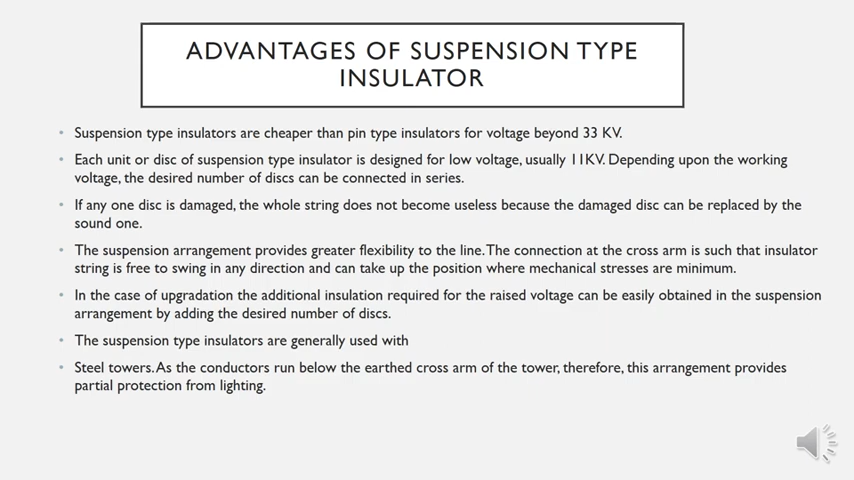 ADVANTAGES OF SUSPENSION TYPE
INSULATOR
• Suspension type insulators are cheaper than pin type insulators for voltage beyond 33 KV.
• Each unit or disc of suspension type insulator is designed for low voltage, usually 11KV. Depending upon the working
voltage, the desired number of discs can be connected in series.
• If any one disc is damaged, the whole string does not become useless because the damaged disc can be replaced by the
sound one.
• The suspension arrangement provides greater flexibility to the line. The connection at the cross arm is such that insulator
string is free to swing in any direction and can take up the position where mechanical stresses are minimum.
• In the case of upgradation the additional insulation required for the raised voltage can be easily obtained in the suspension
arrangement by adding the desired number of discs.
• The suspension type insulators are generally used with
• Steel towers. As the conductors run below the earthed cross arm of the tower, therefore, this arrangement provides
partial protection from lighting.